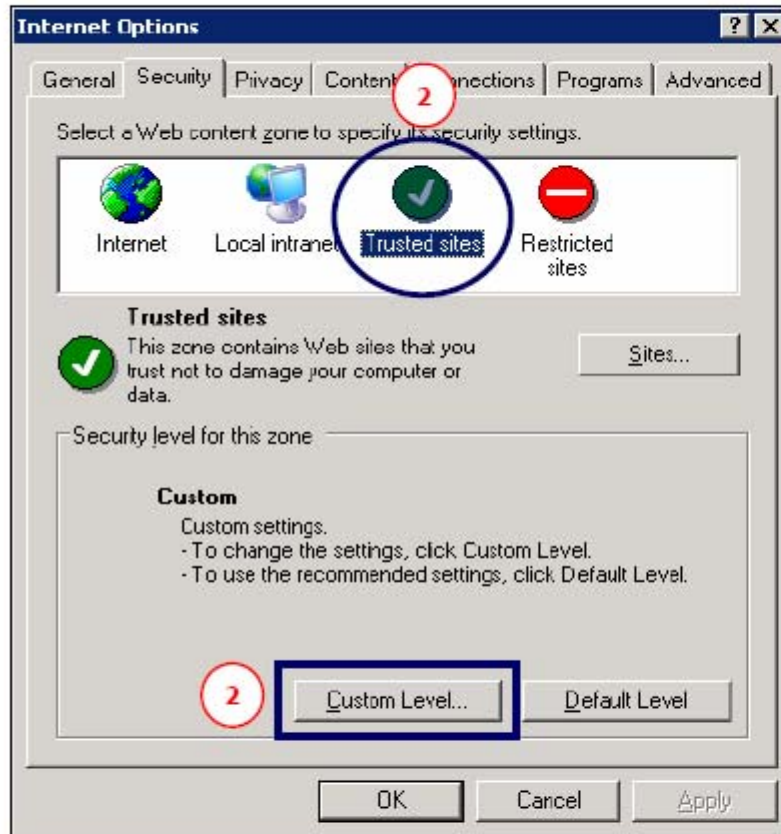 Internet Options
General Security Privacy Content Connections Programs Advanced
2
Select a Web content zone to specify its security settings.
Internet Local intranet Trusted sites Restricted sites
Trusted sites
This zone contains Web sites that you
trust not to damage your computer or
data.
Sites...
Security level for this zone
Custom
Custom settings.
- To change the settings, click Custom Level.
- To use the recommended settings, click Default Level.
2
Custom Level... Default Level
OK Cancel Apply